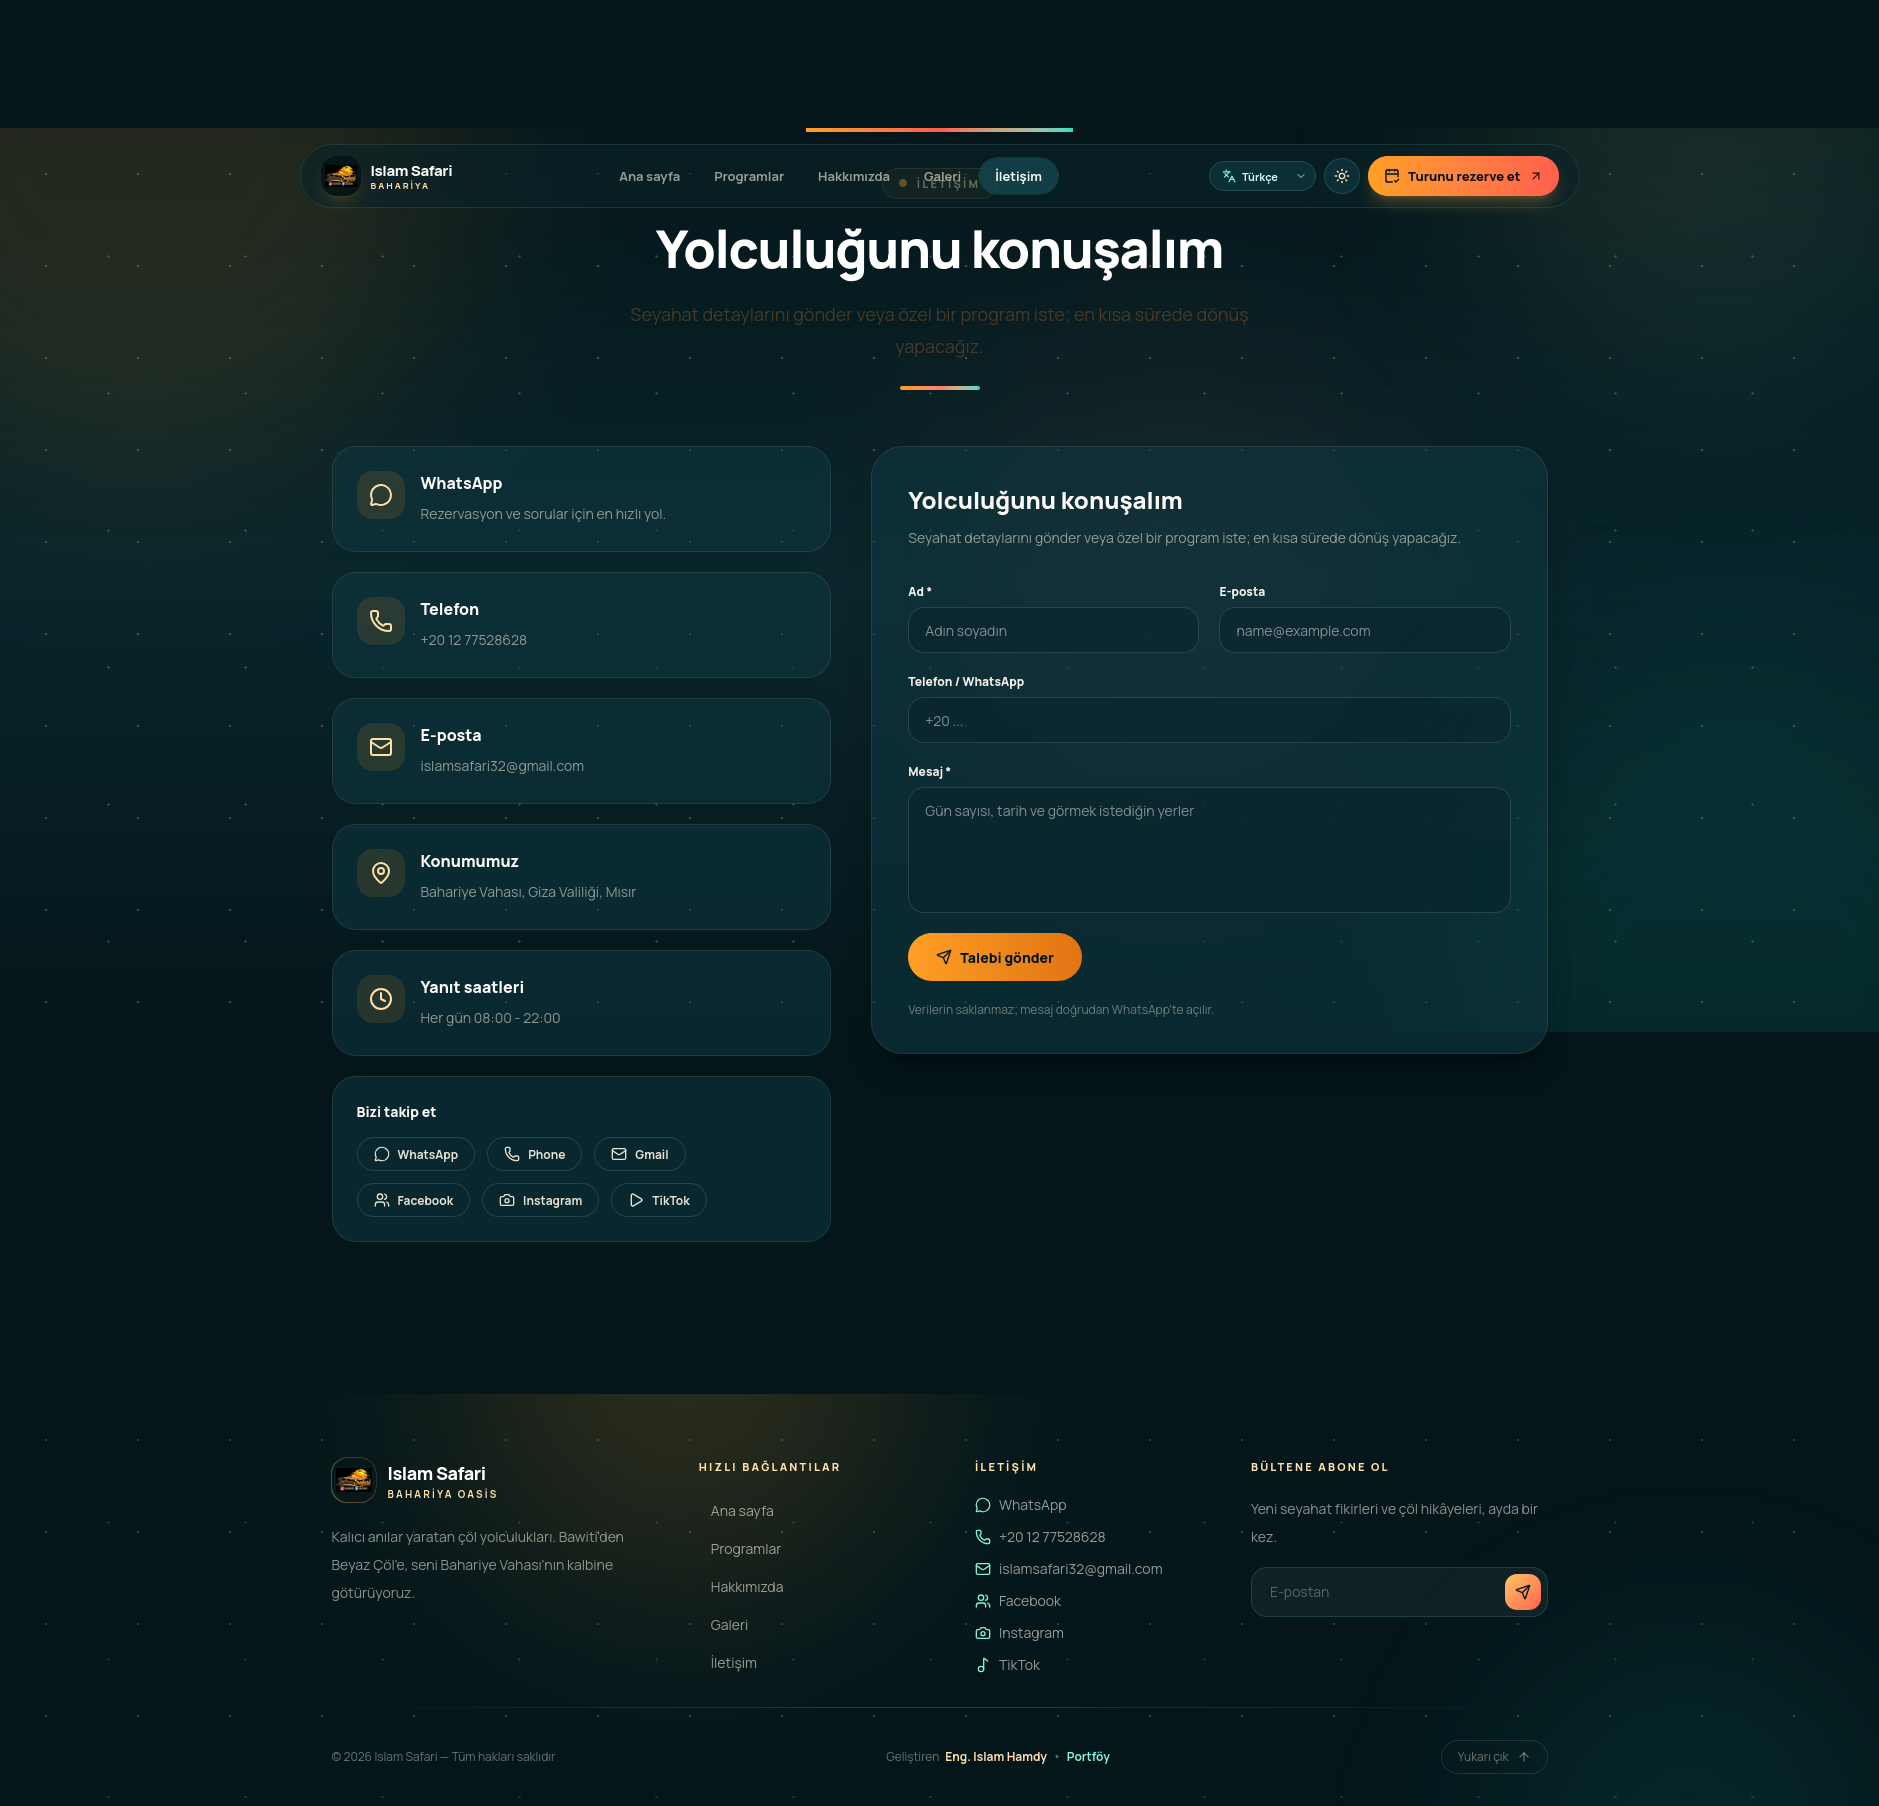 Islam Safari
BAHARİYA
Ana sayfa
Programlar
Hakkımızda
Galeri
İletişim
Türkçe
Turunu rezerve et
İLETİŞİM
Yolculuğunu konuşalım
Seyahat detaylarını gönder veya özel bir program iste; en kısa sürede dönüş
yapacağız.
WhatsApp
Rezervasyon ve sorular için en hızlı yol.
Telefon
+20 12 77528628
E-posta
islamsafari32@gmail.com
Konumumuz
Bahariye Vahası, Giza Valiliği, Mısır
Yanıt saatleri
Her gün 08:00 - 22:00
Bizi takip et
WhatsApp
Phone
Gmail
Facebook
Instagram
TikTok
Yolculuğunu konuşalım
Seyahat detaylarını gönder veya özel bir program iste; en kısa sürede dönüş yapacağız.
Ad *
E-posta
Adın soyadın
name@example.com
Telefon / WhatsApp
+20 ...
Mesaj *
Gün sayısı, tarih ve görmek istediğin yerler
Talebi gönder
Verilerin saklanmaz; mesaj doğrudan WhatsApp'te açılır.
Islam Safari
BAHARİYA OASİS
Kalıcı anılar yaratan çöl yolculukları. Bawiti'den
Beyaz Çöl'e, seni Bahariye Vahası'nın kalbine
götürüyoruz.
HIZLI BAĞLANTILAR
Ana sayfa
Programlar
Hakkımızda
Galeri
İletişim
İLETİŞİM
WhatsApp
+20 12 77528628
islamsafari32@gmail.com
Facebook
Instagram
TikTok
BÜLTENE ABONE OL
Yeni seyahat fikirleri ve çöl hikâyeleri, ayda bir
kez.
E-postan
© 2026 Islam Safari — Tüm hakları saklıdır
Geliştiren Eng. Islam Hamdy • Portföy
Yukarı çık